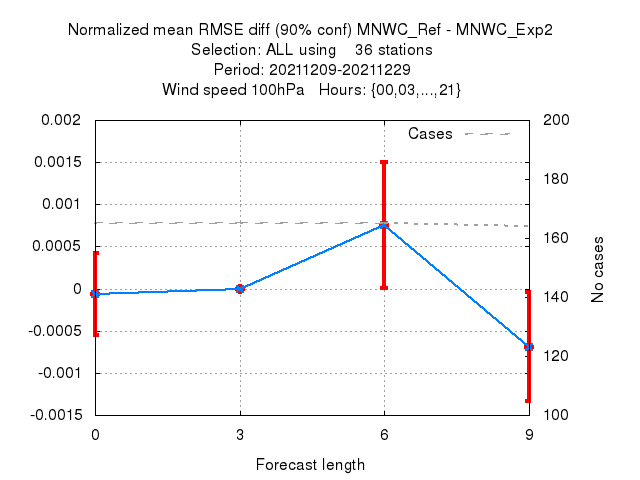 Normalized mean RMSE diff (90% conf) MNWC_Ref - MNWC_Exp2
Selection: ALL using    36 stations
Period: 20211209-20211229
Wind speed 100hPa   Hours: {00,03,...,21}
Cases
0.002
0.0015
0.001
0.0005
0
-0.0005
-0.001
-0.0015
200
180
160
140
120
100
No cases
0 3 6 9
Forecast length